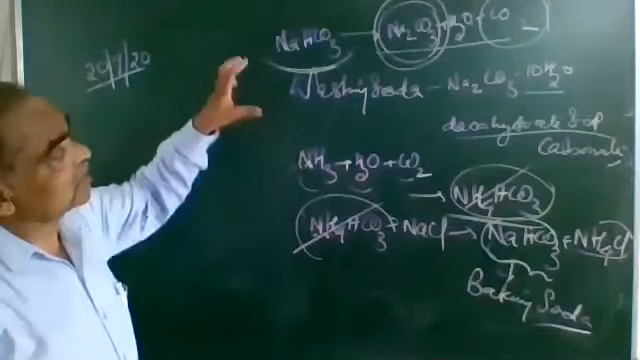 20/7/20
NaHCO3 → Na2CO3 + H2O + CO2
Washing Soda - Na2CO3 · 10H2O
decahydrate of
Carbonate
NH3 + H2O + CO2
→ NH4HCO3
NH4HCO3 + NaCl → NaHCO3 + NH4Cl
Baking Soda